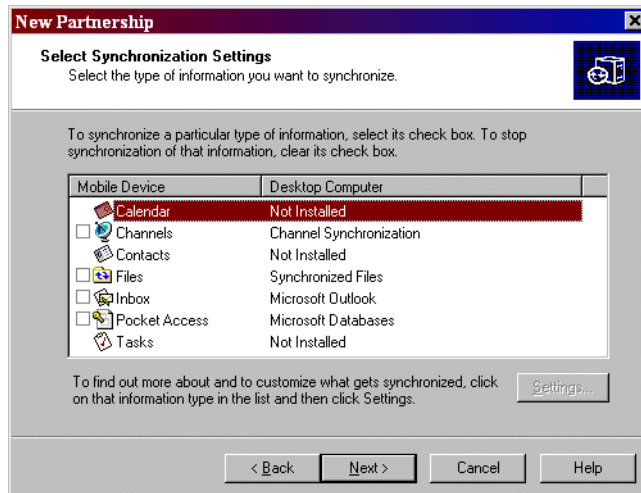 New Partnership
Select Synchronization Settings
Select the type of information you want to synchronize.
To synchronize a particular type of information, select its check box. To stop
synchronization of that information, clear its check box.
Mobile Device Desktop Computer
Calendar Not Installed
Channels Channel Synchronization
Contacts Not Installed
Files Synchronized Files
Inbox Microsoft Outlook
Pocket Access Microsoft Databases
Tasks Not Installed
To find out more about and to customize what gets synchronized, click
on that information type in the list and then click Settings.
Settings...
< Back Next > Cancel Help